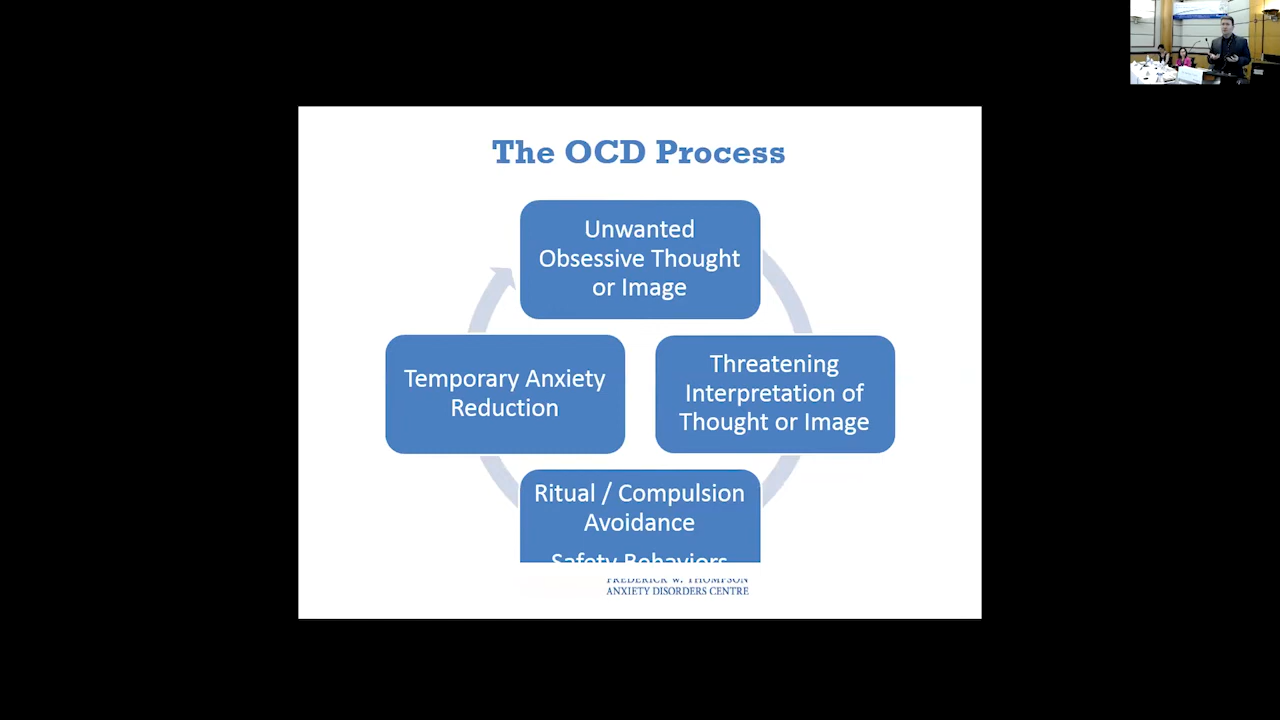 The OCD Process
Unwanted
Obsessive Thought
or Image
Threatening
Interpretation of
Thought or Image
Ritual / Compulsion
Avoidance
Safety Behaviors
Temporary Anxiety
Reduction
FREDERICK W. THOMPSON
ANXIETY DISORDERS CENTRE